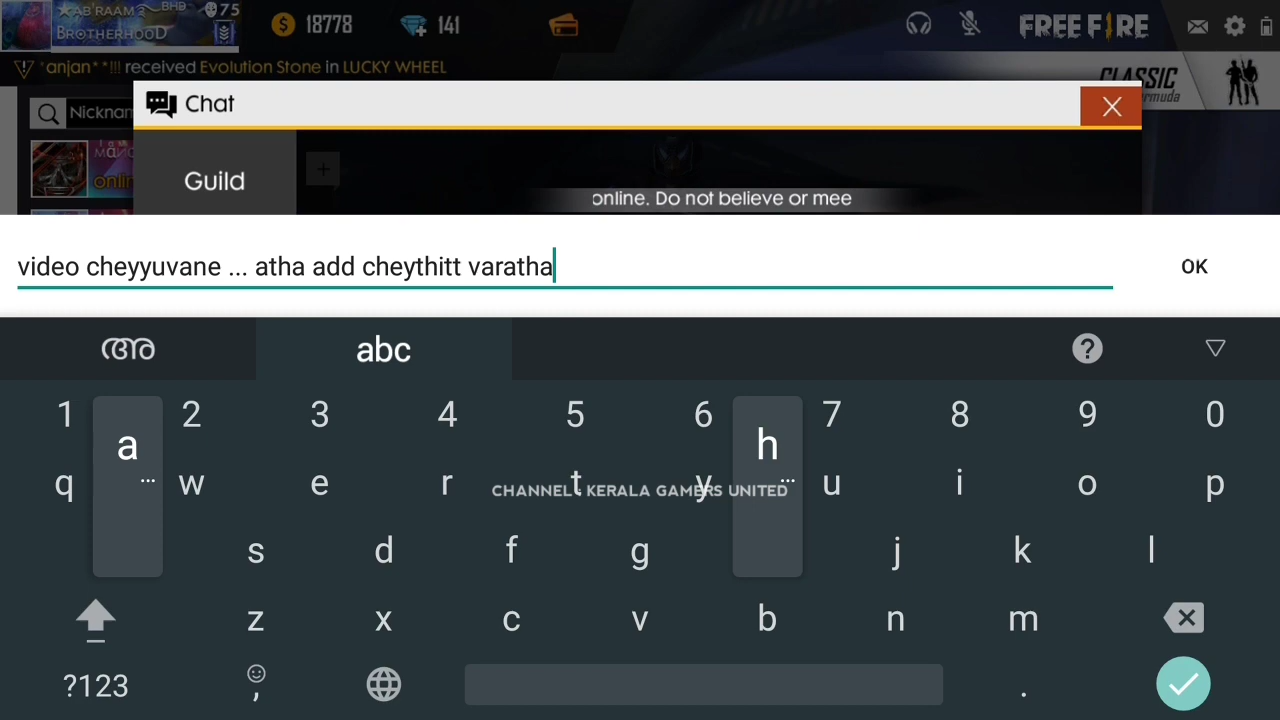 ★AB'RAAM BHD
BROTHERHOOD
75
18778
141
FREE FIRE
*anjan**!!! received Evolution Stone in LUCKY WHEEL
CLASSIC
Chat
Guild
+
online. Do not believe or mee
video cheyyuvane ... atha add cheythitt varatha
OK
അ
abc
?
1 2 3 4 5 6 7 8 9 0
q w e r t y u i o p
a s d f g h j k l
CHANNEL : KERALA GAMERS UNITED
z x c v b n m
?123 , .